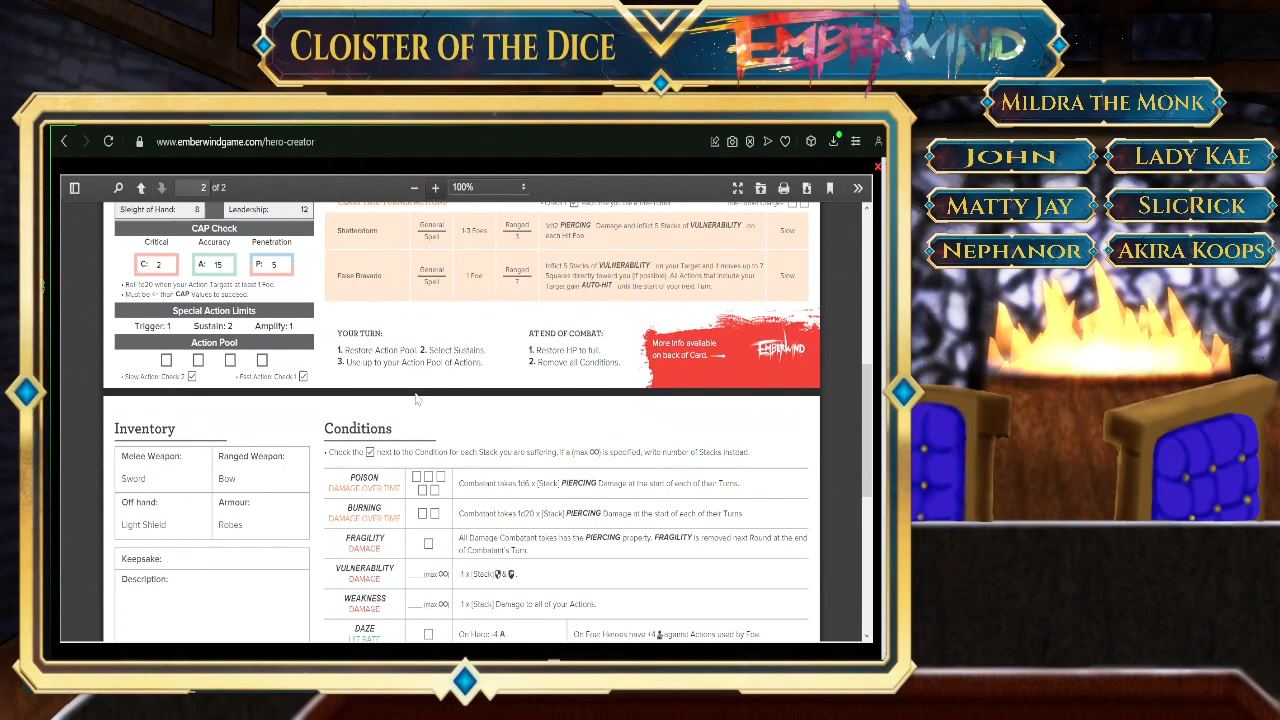 CLOISTER OF THE DICE
EMBERWIND
MILDRA THE MONK
JOHN
LADY KAE
MATTY JAY
SLICRICK
NEPHANOR
AKIRA KOOPS
www.emberwindgame.com/hero-creator
2 of 2
100%
Sleight of Hand: 8
Leadership: 12
CAP Check
Critical
Accuracy
Penetration
C: 2
A: 15
P: 5
• Roll 1d20 when your Action Targets at least 1 Foe.
• Must be <= than CAP Values to succeed.
Special Action Limits
Trigger: 1 Sustain: 2 Amplify: 1
Action Pool
• Slow Action: Check 2
• Fast Action: Check 1
Shatterstorm
General
Spell
1-3 Foes
Ranged
3
1d12 PIERCING Damage and Inflict 5 Stacks of VULNERABILITY on
each Hit Foe.
Slow
False Bravado
General
Spell
1 Foe
Ranged
7
Inflict 5 Stacks of VULNERABILITY on your Target and it moves up to 7
Squares directly toward you (if possible). All Actions that include your
Target gain AUTO-HIT until the start of your next Turn.
Slow
YOUR TURN:
1. Restore Action Pool. 2. Select Sustains.
3. Use up to your Action Pool of Actions.
AT END OF COMBAT:
1. Restore HP to full.
2. Remove all Conditions.
More Info available
on back of Card.
EMBERWIND
Inventory
Melee Weapon:
Ranged Weapon:
Sword
Bow
Off hand:
Armour:
Light Shield
Robes
Keepsake:
Description:
Conditions
• Check the next to the Condition for each Stack you are suffering, if a (max ∞) is specified, write number of Stacks instead.
POISON
DAMAGE OVER TIME
Combatant takes 1d6 x [Stack] PIERCING Damage at the start of each of their Turns.
BURNING
DAMAGE OVER TIME
Combatant takes 1d20 x [Stack] PIERCING Damage at the start of each of their Turns.
FRAGILITY
DAMAGE
All Damage Combatant takes has the PIERCING property. FRAGILITY is removed next Round at the end
of Combatant's Turn.
VULNERABILITY
DAMAGE
____ (max ∞)
-1 x [Stack] & .
WEAKNESS
DAMAGE
____ (max ∞)
-1 x [Stack] Damage to all of your Actions.
DAZE
HIT RATE
On Hero: -4 A.
On Foe: Heroes have +4 against Actions used by Foe.